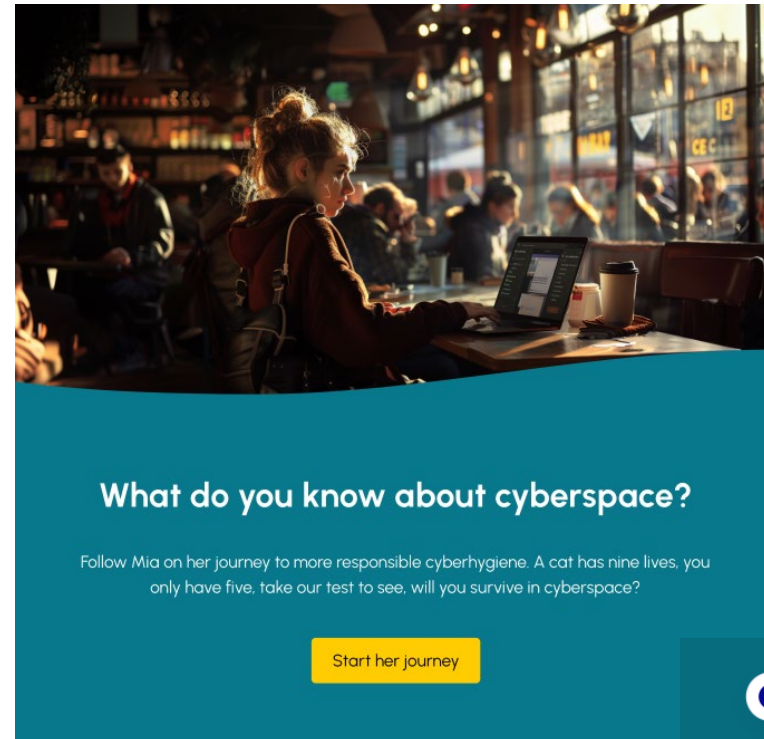 What do you know about cyberspace?
Follow Mia on her journey to more responsible cyberhygiene. A cat has nine lives, you
only have five, take our test to see, will you survive in cyberspace?
Start her journey